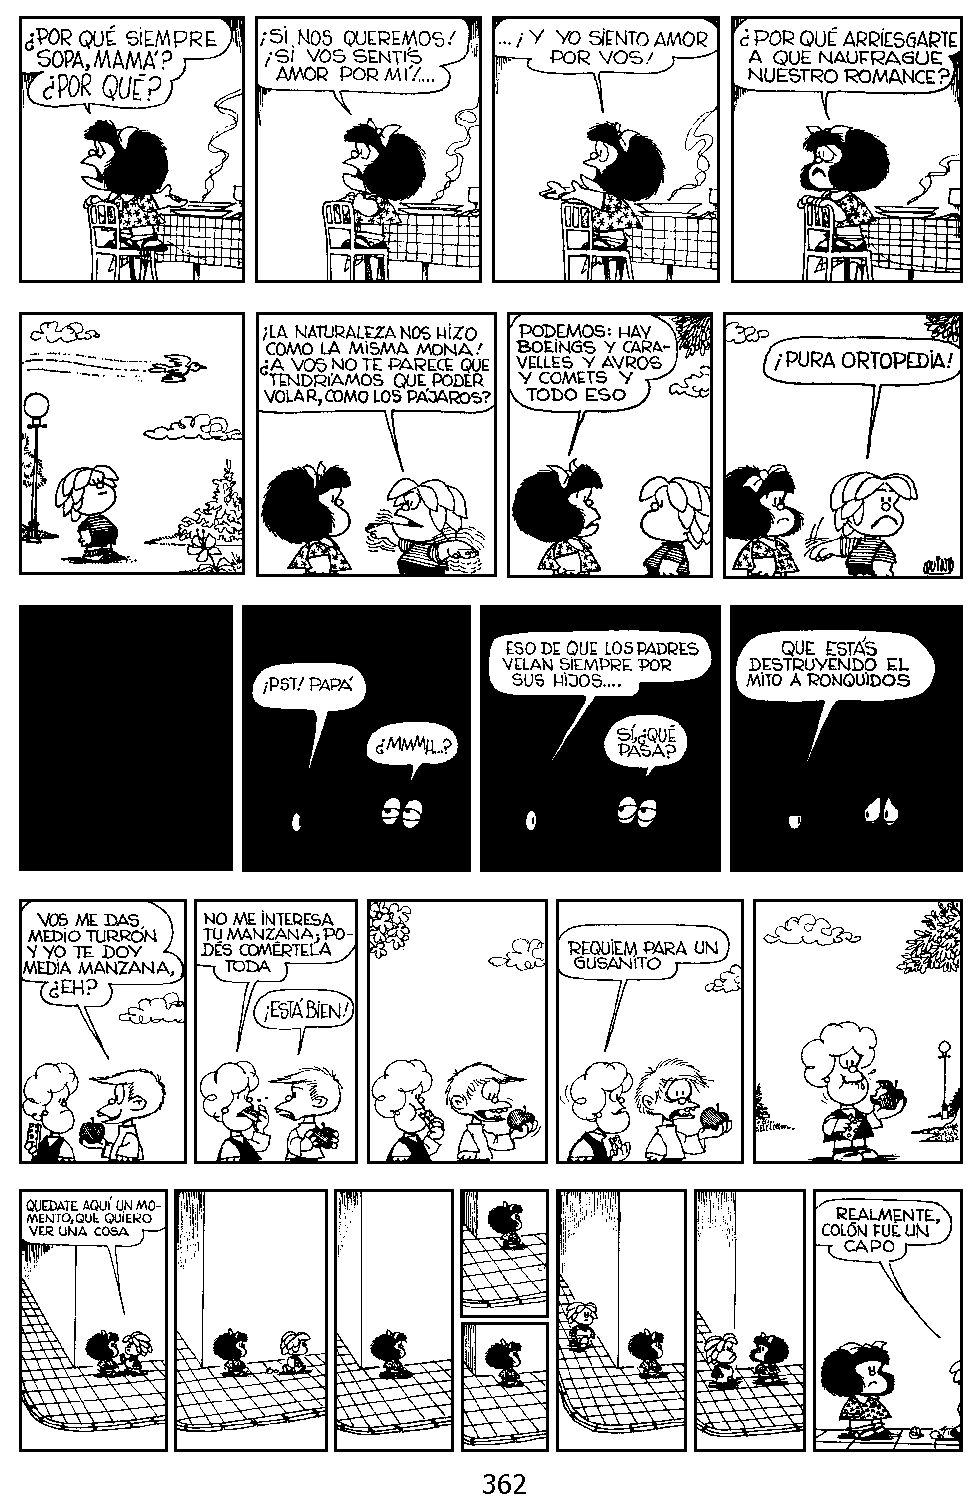 ¿POR QUÉ SIEMPRE
SOPA, MAMÁ?
¿POR QUÉ?
¡SI NOS QUEREMOS!
¡SI VOS SENTÍS
AMOR POR MI!...
...¡Y YO SIENTO AMOR
POR VOS!
¿POR QUÉ ARRIESGARTE
A QUE NAUFRAGUE
NUESTRO ROMANCE?
¡LA NATURALEZA NOS HIZO
COMO LA MISMA MONA!
¿A VOS NO TE PARECE QUE
TENDRÍAMOS QUE PODER
VOLAR, COMO LOS PÁJAROS?
PODEMOS: HAY
BOEINGS Y CARA-
VELLES Y AVROS
Y COMETS Y
TODO ESO
¡PURA ORTOPEDIA!
QUINO
¡PST! PAPÁ
¿MMMH..?
ESO DE QUE LOS PADRES
VELAN SIEMPRE POR
SUS HIJOS....
SÍ, ¿QUÉ
PASA?
QUE ESTÁS
DESTRUYENDO EL
MITO A RONQUIDOS
VOS ME DAS
MEDIO TURRÓN
Y YO TE DOY
MEDIA MANZANA,
¿EH?
NO ME INTERESA
TU MANZANA; PO-
DÉS COMÉRTELA
TODA
¡ESTÁ BIEN!
REQUIEM PARA UN
GUSANITO
QUEDATE AQUÍ UN MO-
MENTO, QUE QUIERO
VER UNA COSA
REALMENTE,
COLÓN FUE UN
CAPO
362